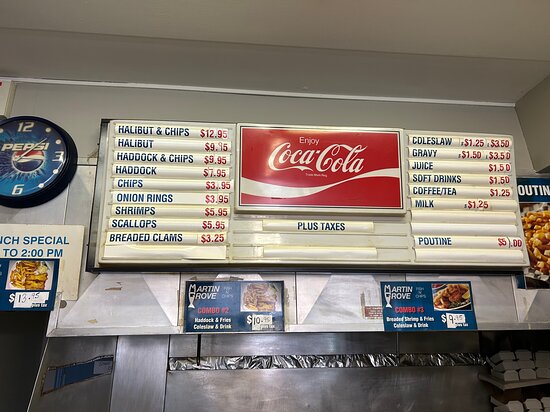 12
PEPSI
HALIBUT & CHIPS $12.95
HALIBUT $9.95
HADDOCK & CHIPS $9.95
HADDOCK $7.95
CHIPS $3.95
ONION RINGS $3.95
SHRIMPS $5.95
SCALLOPS $5.95
BREADED CLAMS $3.25
Enjoy
Coca-Cola
PLUS TAXES
COLESLAW $1.25 $3.50
GRAVY $1.50 $3.50
JUICE $1.50
SOFT DRINKS $1.50
COFFEE/TEA $1.25
MILK $1.25
POUTINE $5.00
NCH SPECIAL
TO 2:00 PM
MARTIN GROVE
COMBO #2
Haddock & Fries
Coleslaw & Drink
MARTIN GROVE
COMBO #3
Breaded Shrimp & Fries
Coleslaw & Drink